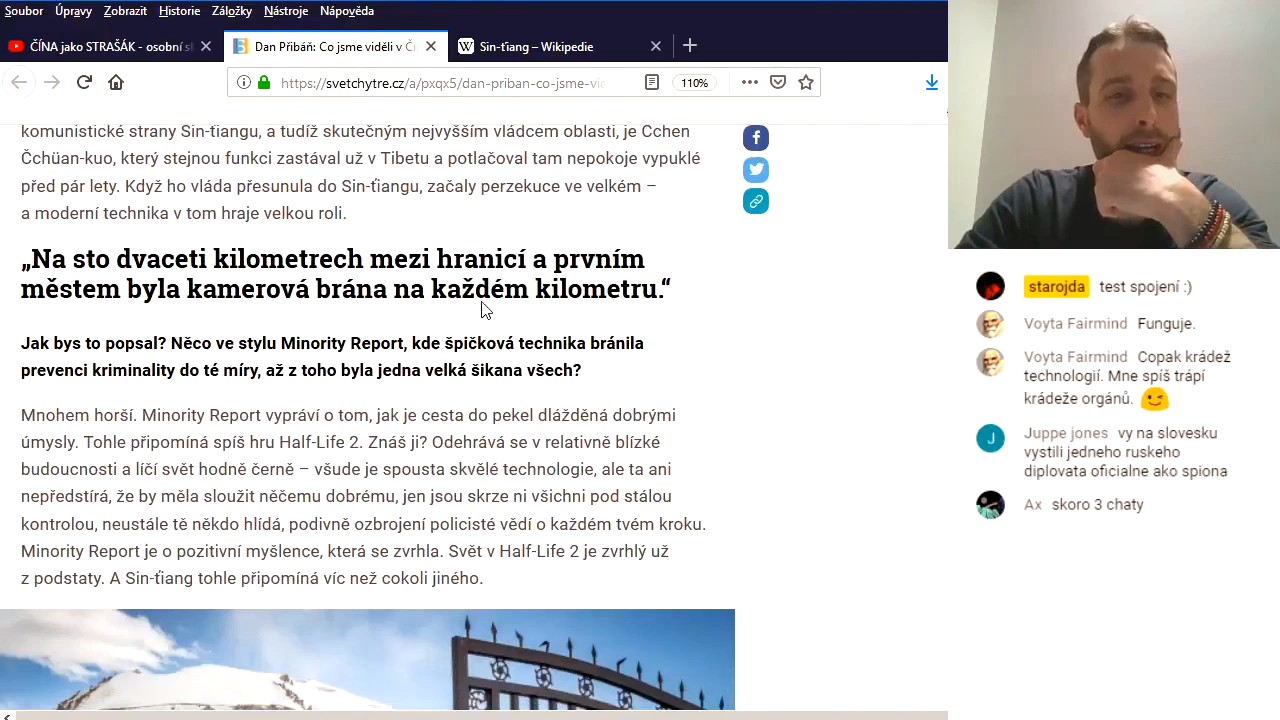 Soubor Úpravy Zobrazit Historie Záložky Nástroje Nápověda
ČÍNA jako STRAŠÁK - osobní
Dan Přibáň: Co jsme viděli v Č
Sin-ťiang – Wikipedie
https://svetchytre.cz/a/pxqx5/dan-priban-co-jsme-vi
110%
komunistické strany Sin-ťiangu, a tudíž skutečným nejvyšším vládcem oblasti, je Čchen
Čchüan-kuo, který stejnou funkci zastával už v Tibetu a potlačoval tam nepokoje vypuklé
před pár lety. Když ho vláda přesunula do Sin-ťiangu, začaly perzekuce ve velkém –
a moderní technika v tom hraje velkou roli.
„Na sto dvaceti kilometrech mezi hranicí a prvním
městem byla kamerová brána na každém kilometru.“
Jak bys to popsal? Něco ve stylu Minority Report, kde špičková technika bránila
prevenci kriminality do té míry, až z toho byla jedna velká šikana všech?
Mnohem horší. Minority Report vypráví o tom, jak je cesta do pekel dlážděná dobrými
úmysly. Tohle připomíná spíš hru Half-Life 2. Znáš ji? Odehrává se v relativně blízké
budoucnosti a líčí svět hodně černě – všude je spousta skvělé technologie, ale ta ani
nepředstírá, že by měla sloužit něčemu dobrému, jen jsou skrze ni všichni pod stálou
kontrolou, neustále tě někdo hlídá, podivně ozbrojení policisté vědí o každém tvém kroku.
Minority Report je o pozitivní myšlence, která se zvrhla. Svět v Half-Life 2 je zvrhlý už
z podstaty. A Sin-ťiang tohle připomíná víc než cokoli jiného.
starojda test spojení :)
Voyta Fairmind Funguje.
Voyta Fairmind Copak krádež
technologií. Mne spíš trápí
krádeže orgánů.
J
Juppe jones vy na slovesku
vystili jedneho ruskeho
diplovata oficialne ako spiona
Ax skoro 3 chaty